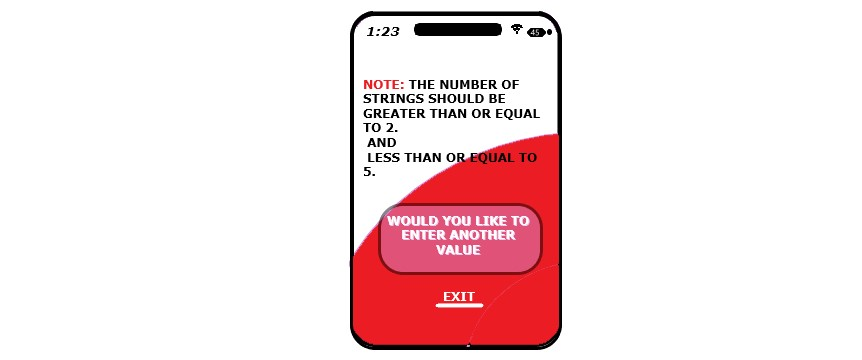 1:23
45
NOTE: THE NUMBER OF
STRINGS SHOULD BE
GREATER THAN OR EQUAL
TO 2.
AND
LESS THAN OR EQUAL TO
5.
WOULD YOU LIKE TO
ENTER ANOTHER
VALUE
EXIT